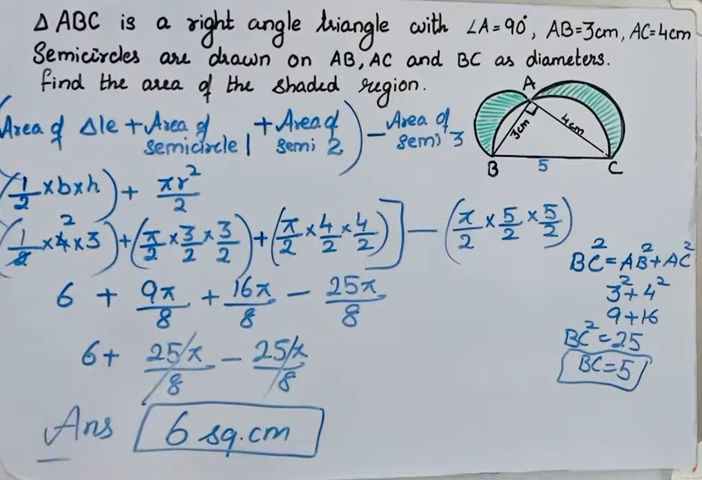 Δ ABC is a right angle triangle with ∠A=90°, AB=3cm, AC=4cm
Semicircles are drawn on AB, AC and BC as diameters.
find the area of the shaded region.
(Area of Δle + Area of semicircle 1 + Area of semi 2) - Area of semi 3
A
3cm
4cm
B
5
C
(1/2 × b × h) + πr²/2
(1/2 × 4 × 3) + (π/2 × 3/2 × 3/2) + (π/2 × 4/2 × 4/2)] - (π/2 × 5/2 × 5/2)
2
6 + 9π/8 + 16π/8 - 25π/8
6 + 25π/8 - 25π/8
Ans 6 sq.cm
BC² = AB² + AC²
3² + 4²
9 + 16
BC² = 25
BC = 5